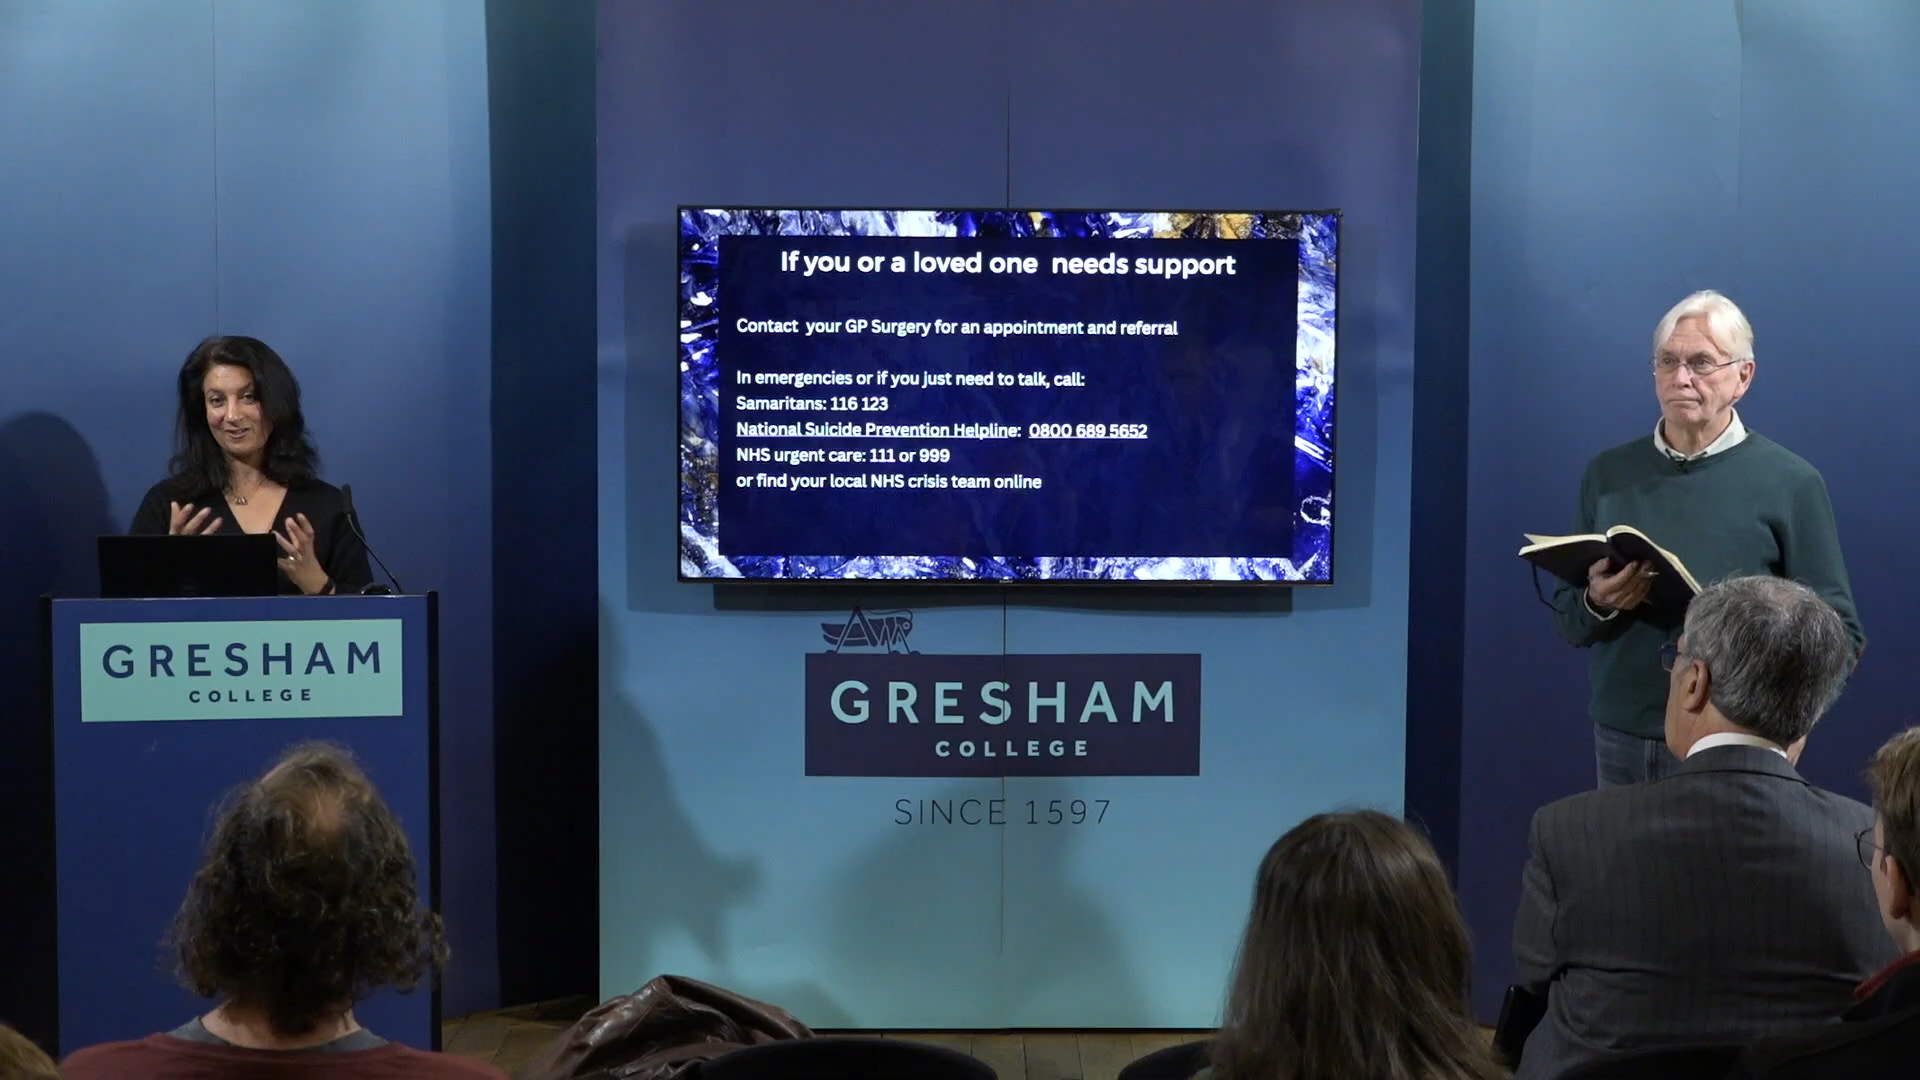 If you or a loved one needs support
Contact your GP Surgery for an appointment and referral
In emergencies or if you just need to talk, call:
Samaritans: 116 123
National Suicide Prevention Helpline: 0800 689 5652
NHS urgent care: 111 or 999
or find your local NHS crisis team online
GRESHAM
COLLEGE
GRESHAM
COLLEGE
SINCE 1597